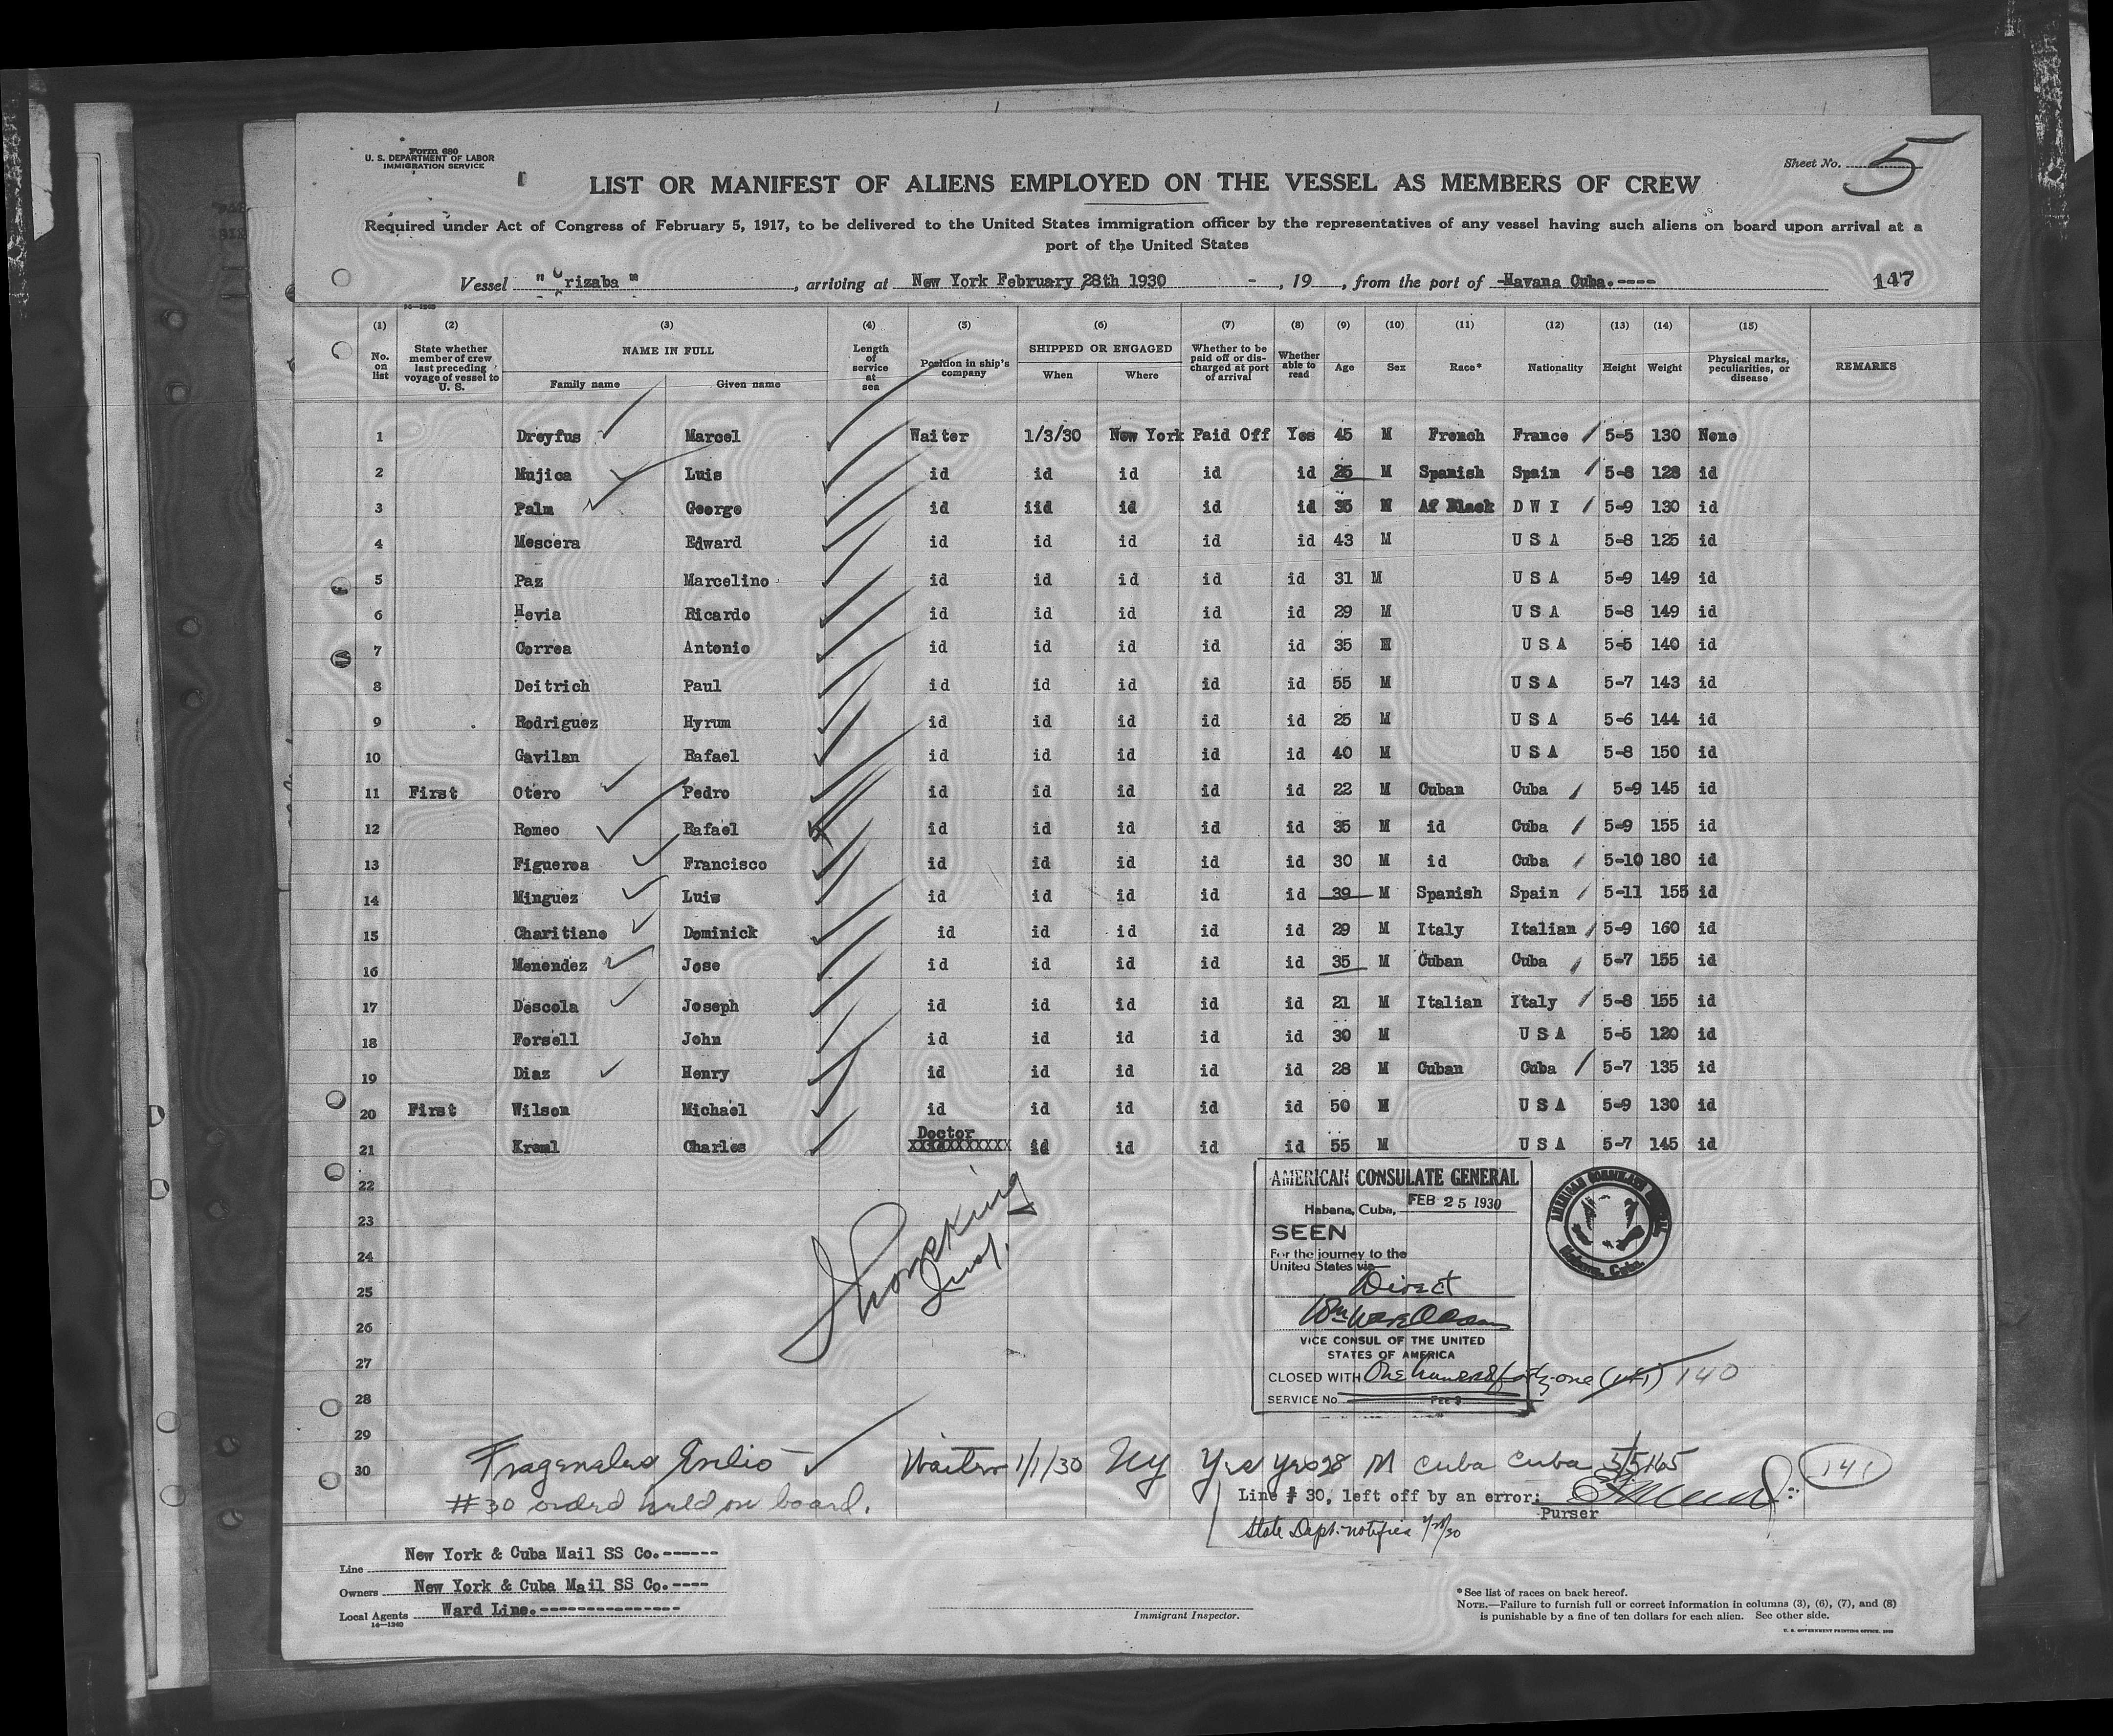 Form 680
U. S. DEPARTMENT OF LABOR
IMMIGRATION SERVICE
Sheet No. 5
LIST OR MANIFEST OF ALIENS EMPLOYED ON THE VESSEL AS MEMBERS OF CREW
Required under Act of Congress of February 5, 1917, to be delivered to the United States immigration officer by the representatives of any vessel having such aliens on board upon arrival at a
port of the United States
Vessel "Orizaba", arriving at New York February 28th 1930 -, 19, from the port of -Havana Cuba.---- 147
14-1240
(1) (2) (3) (4) (5) (6) (7) (8) (9) (10) (11) (12) (13) (14) (15)
No. on list State whether member of crew last preceding voyage of vessel to U. S. NAME IN FULL Family name Given name Length of service at sea Position in ship's company SHIPPED OR ENGAGED When Where Whether to be paid off or discharged at port of arrival Whether able to read Age Sex Race* Nationality Height Weight Physical marks, peculiarities, or disease REMARKS
1 Dreyfus Marcel Waiter 1/3/30 New York Paid Off Yes 45 M French France 5-5 130 None
2 Mujica Luis id id id id id 25 M Spanish Spain 5-8 128 id
3 Palm George id iid id id id 35 M Af Black D W I 5-9 130 id
4 Mescera Edward id id id id id 43 M U S A 5-8 125 id
5 Paz Marcelino id id id id id 31 M U S A 5-9 149 id
6 Hevia Ricardo id id id id id 29 M U S A 5-8 149 id
7 Correa Antonio id id id id id 35 M U S A 5-5 140 id
8 Deitrich Paul id id id id id 55 M U S A 5-7 143 id
9 Rodriguez Hyrum id id id id id 25 M U S A 5-6 144 id
10 Gavilan Rafael id id id id id 40 M U S A 5-8 150 id
11 First Otero Pedro id id id id id 22 M Cuban Cuba 5-9 145 id
12 Romeo Rafael id id id id id 35 M id Cuba 5-9 155 id
13 Figueroa Francisco id id id id id 30 M id Cuba 5-10 180 id
14 Minguez Luis id id id id id 39 M Spanish Spain 5-11 155 id
15 Charitiano Dominick id id id id id 29 M Italy Italian 5-9 160 id
16 Menendez Jose id id id id id 35 M Cuban Cuba 5-7 155 id
17 Descola Joseph id id id id id 21 M Italian Italy 5-8 155 id
18 Forsell John id id id id id 30 M U S A 5-5 120 id
19 Diaz Henry id id id id id 28 M Cuban Cuba 5-7 135 id
20 First Wilson Michael id id id id id 50 M U S A 5-9 130 id
21 Kraml Charles Doctor id id id id 55 M U S A 5-7 145 id
22
23
24
25
26
27
28
29
AMERICAN CONSULATE GENERAL
Habana, Cuba, FEB 25 1930
SEEN
For the journey to the
United States via
Direct
VICE CONSUL OF THE UNITED
STATES OF AMERICA
CLOSED WITH One hundred forty-one (141) 140
SERVICE No. Fee $
AMERICAN CONSULATE GENERAL
Habana, Cuba.
30 Emilio Waiter 1/1/30 NY Yes Yes 28 M Cuba Cuba 5/5 165 141
#30 ordered held on board.
Line # 30, left off by an error:
Purser
State Dept. notified
Line New York & Cuba Mail SS Co.------
Owners New York & Cuba Mail SS Co.----
Local Agents Ward Line.---------------
14-1240
Immigrant Inspector.
*See list of races on back hereof.
NOTE.—Failure to furnish full or correct information in columns (3), (6), (7), and (8)
is punishable by a fine of ten dollars for each alien. See other side.
U. S. GOVERNMENT PRINTING OFFICE